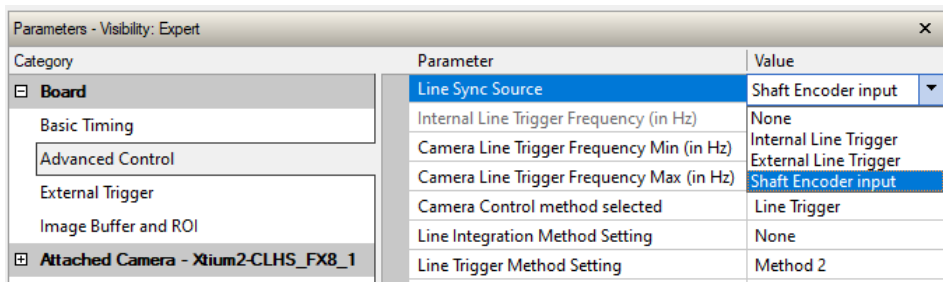 Parameters - Visibility: Expert
Category Parameter Value
Board Line Sync Source Shaft Encoder input
Basic Timing Internal Line Trigger Frequency (in Hz) None
Internal Line Trigger
Advanced Control Camera Line Trigger Frequency Min (in Hz) External Line Trigger
Camera Line Trigger Frequency Max (in Hz) Shaft Encoder input
External Trigger Camera Control method selected Line Trigger
Image Buffer and ROI Line Integration Method Setting None
Attached Camera - Xtium2-CLHS_FX8_1 Line Trigger Method Setting Method 2